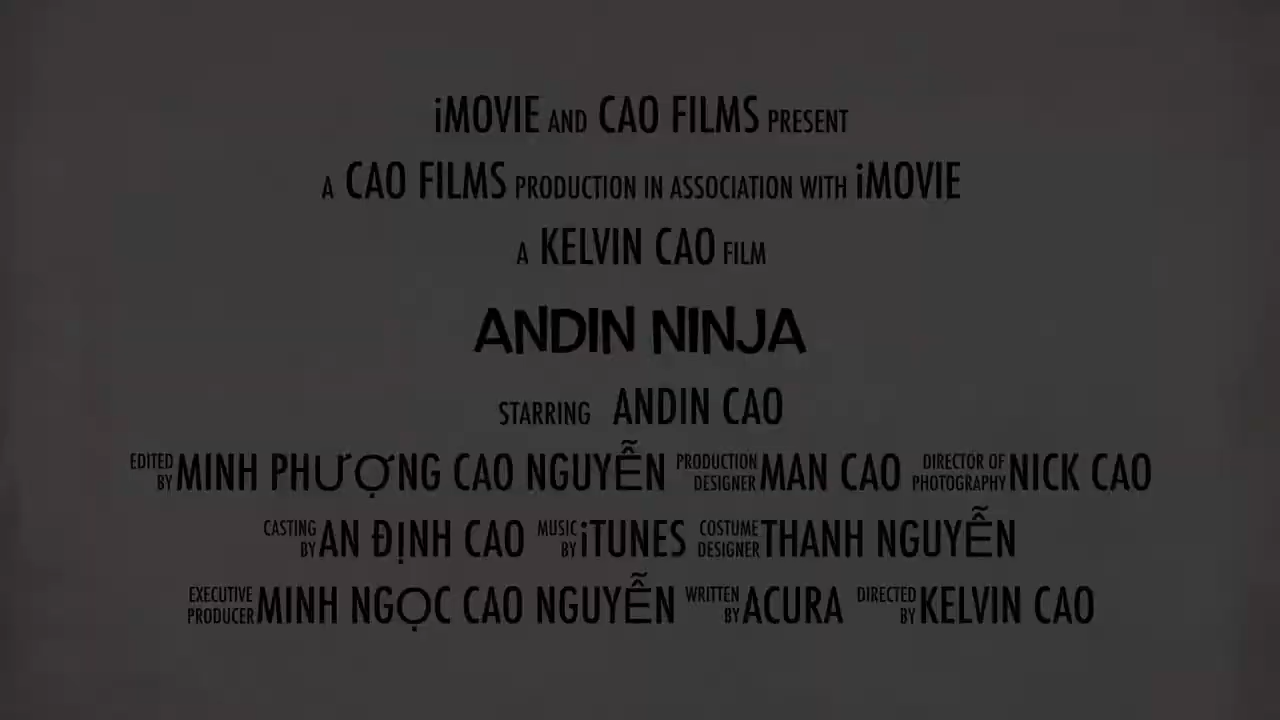 iMOVIE AND CAO FILMS PRESENT
A CAO FILMS PRODUCTION IN ASSOCIATION WITH iMOVIE
A KELVIN CAO FILM
ANDIN NINJA
STARRING ANDIN CAO
EDITED BY MINH PHƯỢNG CAO NGUYỄN PRODUCTION DESIGNER MAN CAO DIRECTOR OF PHOTOGRAPHY NICK CAO
CASTING BY AN ĐỊNH CAO MUSIC BY iTUNES COSTUME DESIGNER THANH NGUYỄN
EXECUTIVE PRODUCER MINH NGỌC CAO NGUYỄN WRITTEN BY ACURA DIRECTED BY KELVIN CAO